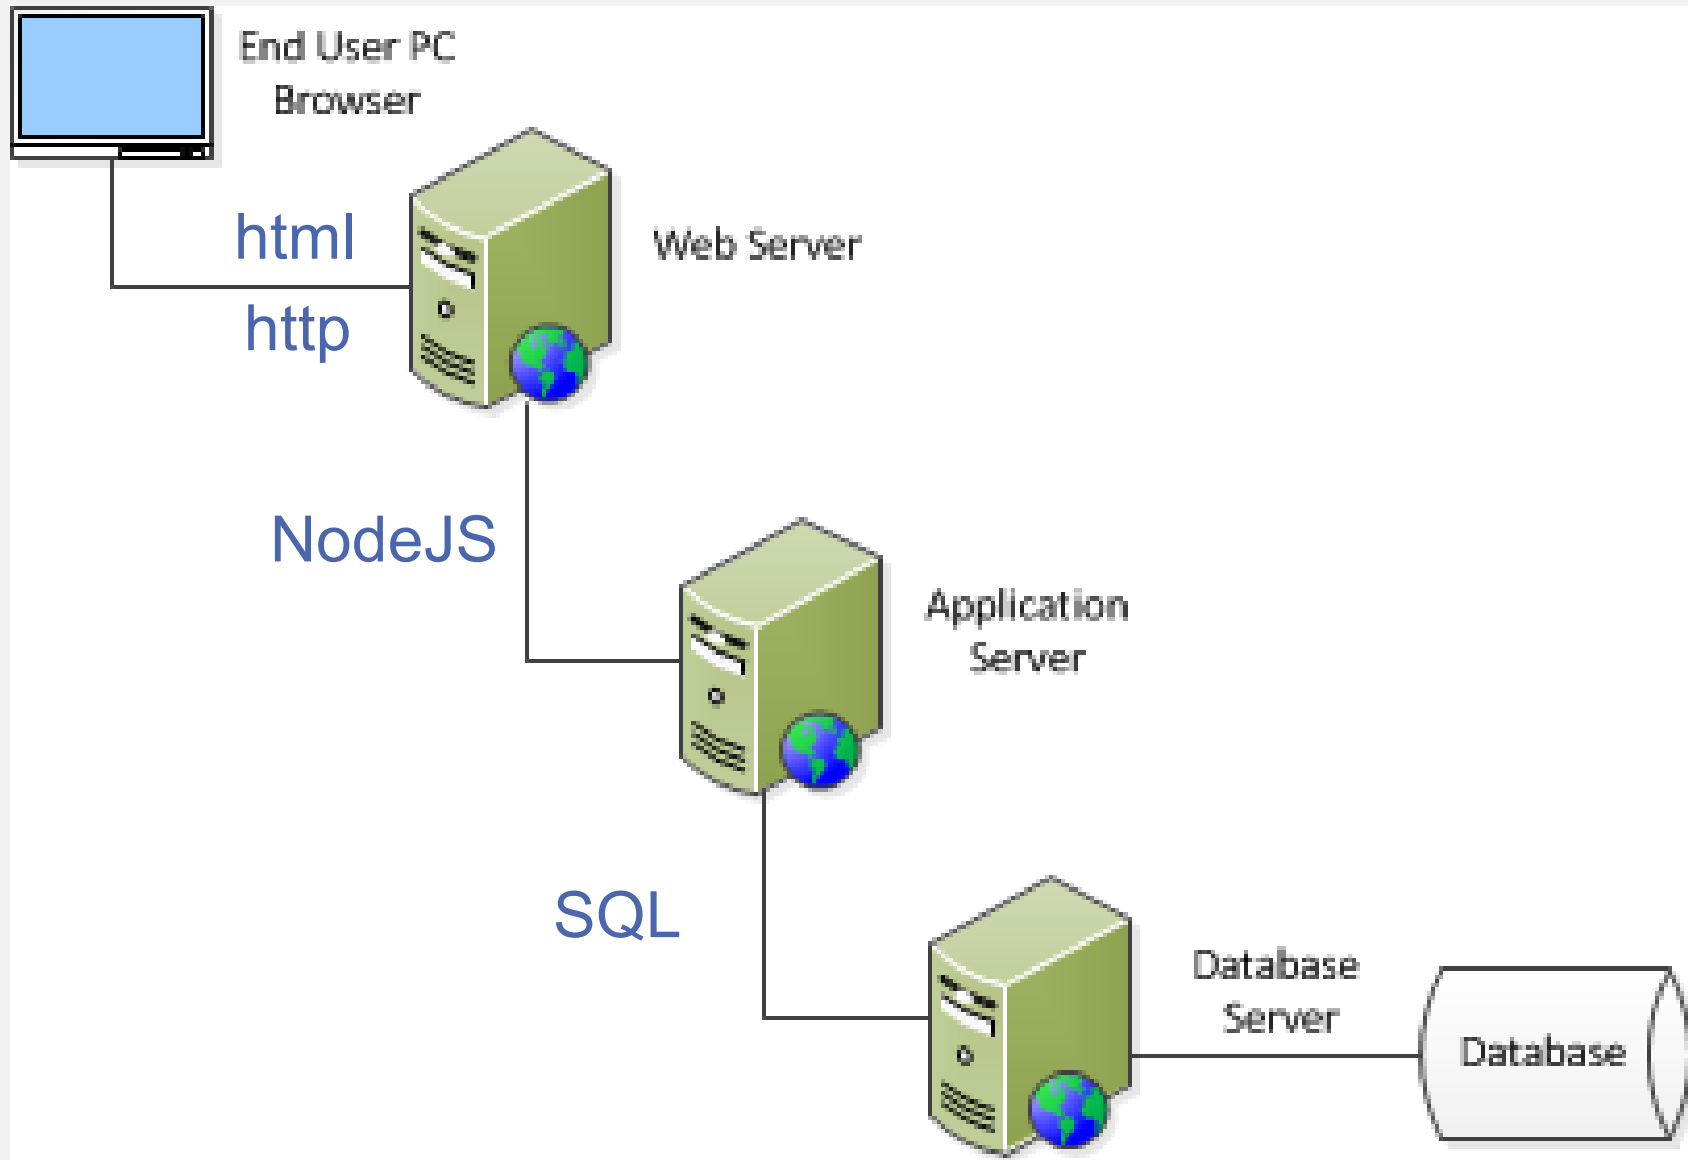 End User PC
Browser
html
http
Web Server
NodeJS
Application
Server
SQL
Database
Server
Database